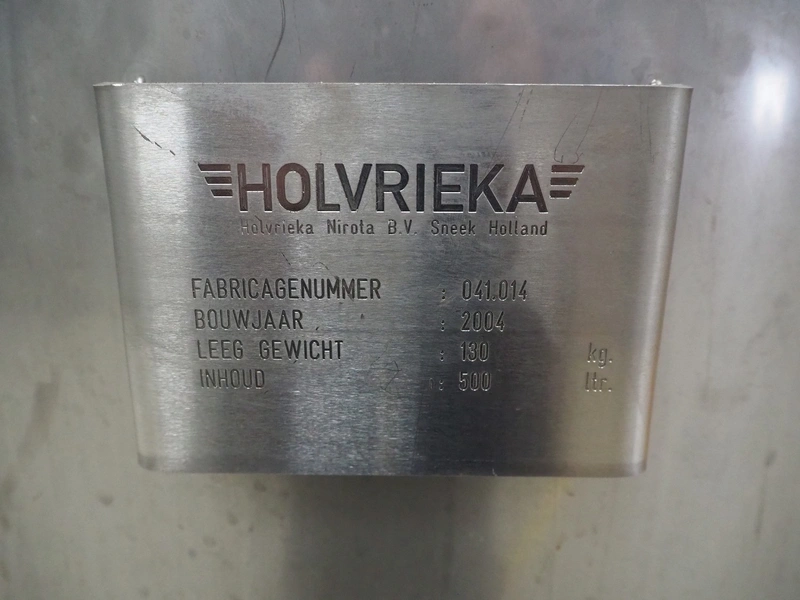 HOLVRIEKA
Holvrieka Nirota B.V. Sneek Holland
FABRICAGENUMMER : 041.014
BOUWJAAR : 2004
LEEG GEWICHT : 130 kg.
INHOUD : 500 ltr.